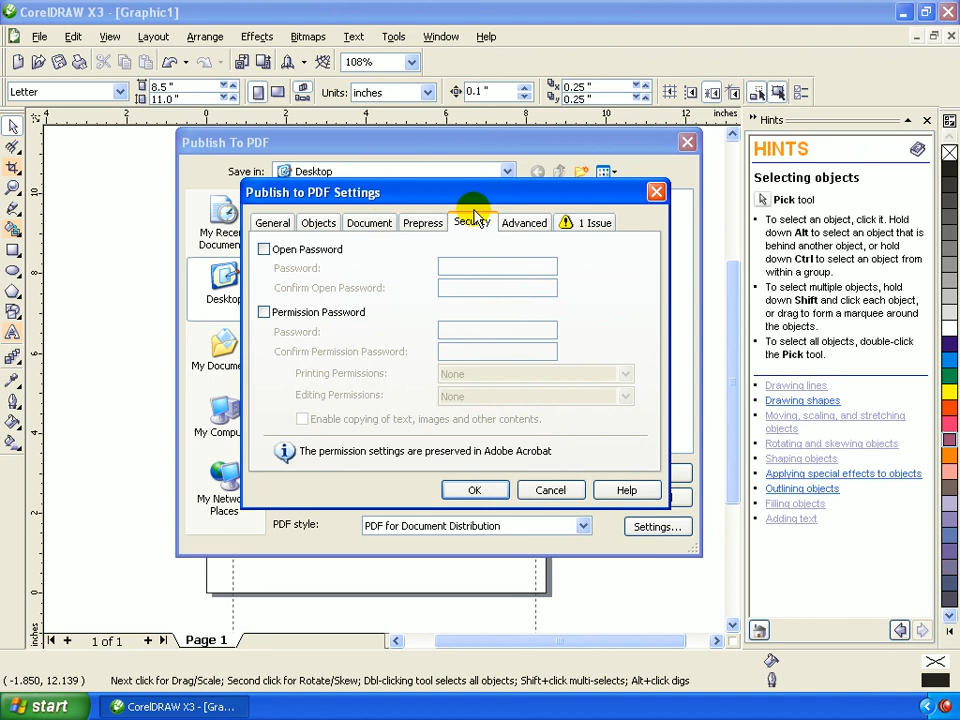 CorelDRAW X3 - [Graphic1]
File Edit View Layout Arrange Effects Bitmaps Text Tools Window Help
108%
Letter 8.5 " 11.0 " Units: inches 0.1 " 0.25 " 0.25 "
4 2 0 2 4 6 8 10 12 inches
Hints
HINTS
Selecting objects
Pick tool
To select an object, click it. Hold
down Alt to select an object that is
behind another object, or hold
down Ctrl to select an object from
within a group.
To select multiple objects, hold
down Shift and click each object,
or drag to form a marquee around
the objects.
To select all objects, double-click
the Pick tool.
Drawing lines
Drawing shapes
Moving, scaling, and stretching
objects
Rotating and skewing objects
Shaping objects
Applying special effects to objects
Outlining objects
Filling objects
Adding text
Publish To PDF
Save in: Desktop
My Recent
Desktop
My Network
Places
PDF style: PDF for Document Distribution Settings...
Publish to PDF Settings
General Objects Document Prepress Security Advanced 1 Issue
Open Password
Password:
Confirm Open Password:
Permission Password
Password:
Confirm Permission Password:
Printing Permissions: None
Editing Permissions: None
Enable copying of text, images and other contents.
The permission settings are preserved in Adobe Acrobat
OK Cancel Help
1 of 1 Page 1
( -1.850, 12.139 ) Next click for Drag/Scale; Second click for Rotate/Skew; Dbl-clicking tool selects all objects; Shift+click multi-selects; Alt+click digs
start CorelDRAW X3 - [Gra...